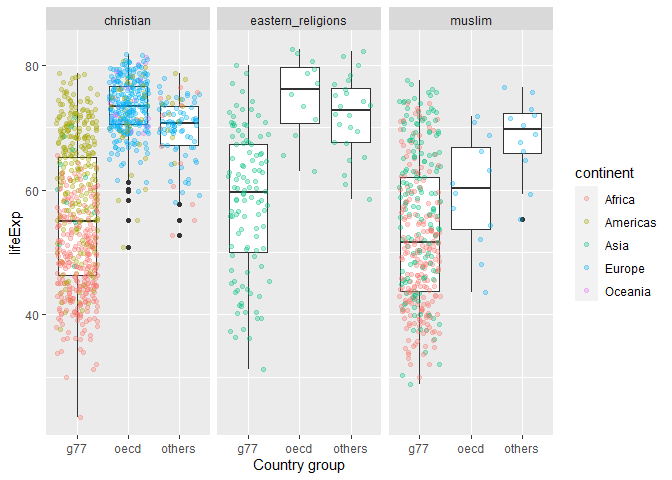 christian eastern_religions muslim
80
60
40
lifeExp
g77 oecd others g77 oecd others g77 oecd others
Country group
continent
Africa
Americas
Asia
Europe
Oceania